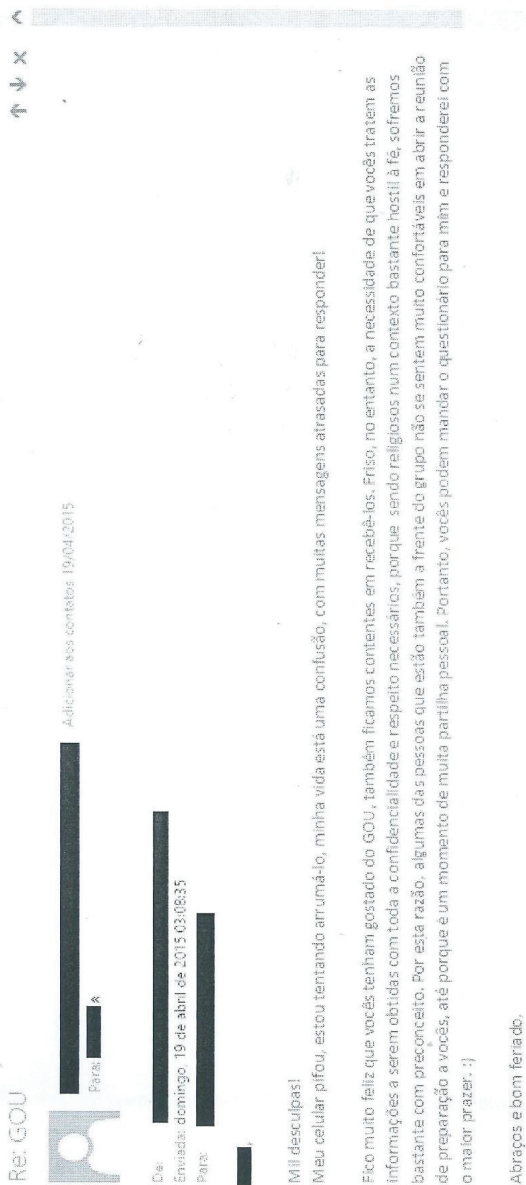 Re: GOU
Adicionar aos contatos 19/04/2015
Para:
De:
Enviada: domingo, 19 de abril de 2015 03:08:35
Para:
Mil desculpas!
Meu celular pifou, estou tentando arrumá-lo, minha vida está uma confusão, com muitas mensagens atrasadas para responder!
Fico muito feliz que vocês tenham gostado do GOU, também ficamos contentes em recebê-los. Friso, no entanto, a necessidade de que vocês tratem as
informações a serem obtidas com toda a confidencialidade e respeito necessários, porque sendo religiosos num contexto bastante hostil à fé, sofremos
bastante com preconceito. Por esta razão, algumas das pessoas que estão também a frente do grupo não se sentem muito confortáveis em abrir a reunião
de preparação a vocês, até porque é um momento de muita partilha pessoal. Portanto, vocês podem mandar o questionário para mim e responderei com
o maior prazer. :)
Abraços e bom feriado,